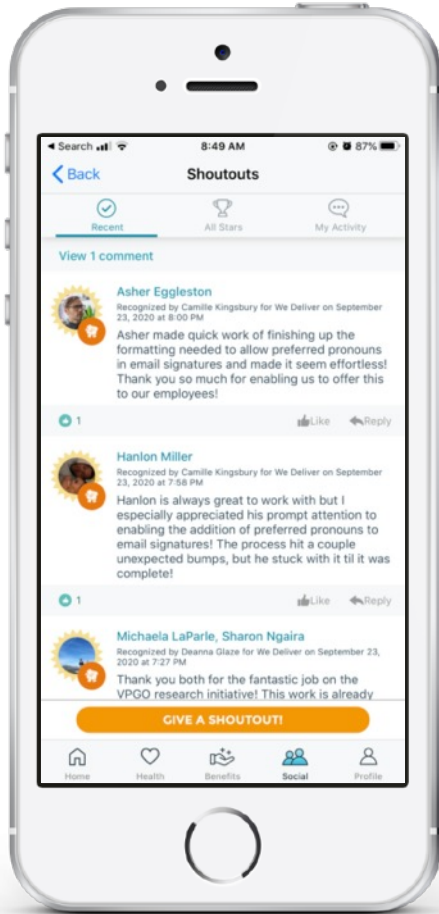 Search 8:49 AM 87%
Back Shoutouts
Recent All Stars My Activity
View 1 comment
Asher Eggleston
Recognized by Camille Kingsbury for We Deliver on September
23, 2020 at 8:00 PM
Asher made quick work of finishing up the
formatting needed to allow preferred pronouns
in email signatures and made it seem effortless!
Thank you so much for enabling us to offer this
to our employees!
1 Like Reply
Hanlon Miller
Recognized by Camille Kingsbury for We Deliver on September
23, 2020 at 7:58 PM
Hanlon is always great to work with but I
especially appreciated his prompt attention to
enabling the addition of preferred pronouns to
email signatures! The process hit a couple
unexpected bumps, but he stuck with it til it was
complete!
1 Like Reply
Michaela LaParle, Sharon Ngaira
Recognized by Deanna Glaze for We Deliver on September 23,
2020 at 7:27 PM
Thank you both for the fantastic job on the
VPGO research initiative! This work is already
GIVE A SHOUTOUT!
Home Health Benefits Social Profile